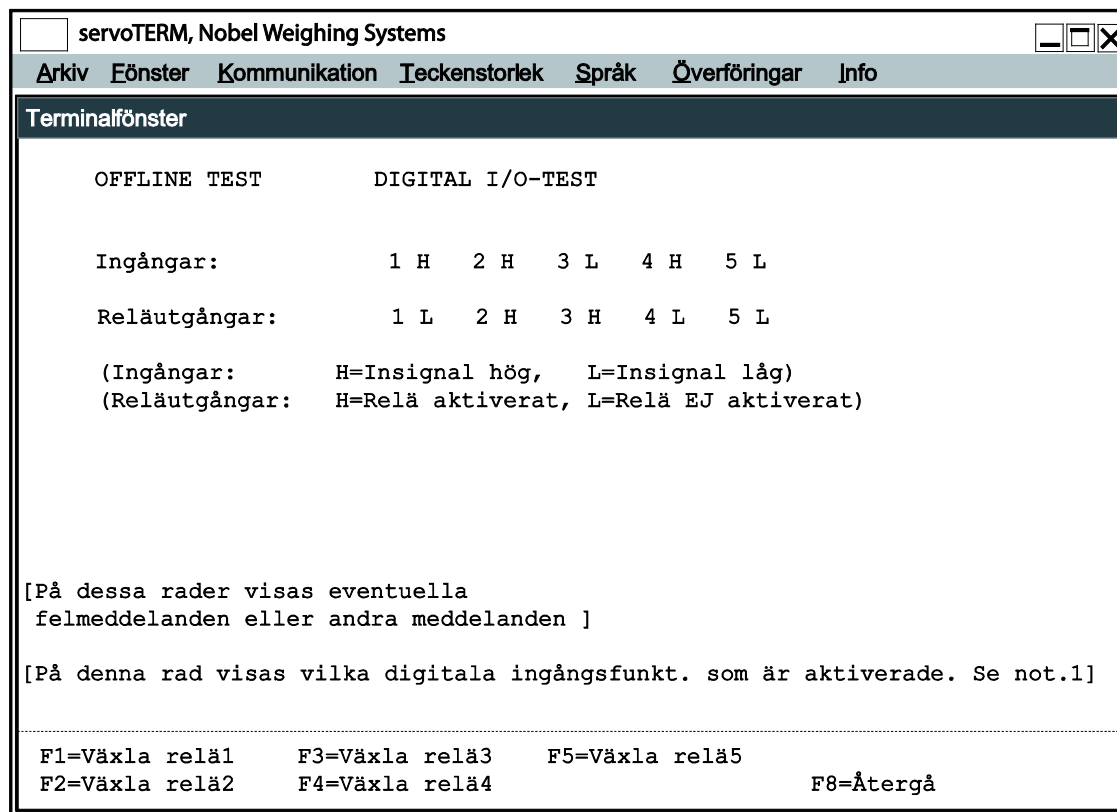 servoTERM, Nobel Weighing Systems
Arkiv Fönster Kommunikation Teckenstorlek Språk Överföringar Info
Terminalfönster
OFFLINE TEST DIGITAL I/O-TEST
Ingångar: 1 H 2 H 3 L 4 H 5 L
Reläutgångar: 1 L 2 H 3 H 4 L 5 L
(Ingångar: H=Insignal hög, L=Insignal låg)
(Reläutgångar: H=Relä aktiverat, L=Relä EJ aktiverat)
[På dessa rader visas eventuella
felmeddelanden eller andra meddelanden ]
[På denna rad visas vilka digitala ingångsfunkt. som är aktiverade. Se not.1]
F1=Växla relä1 F3=Växla relä3 F5=Växla relä5
F2=Växla relä2 F4=Växla relä4 F8=Återgå